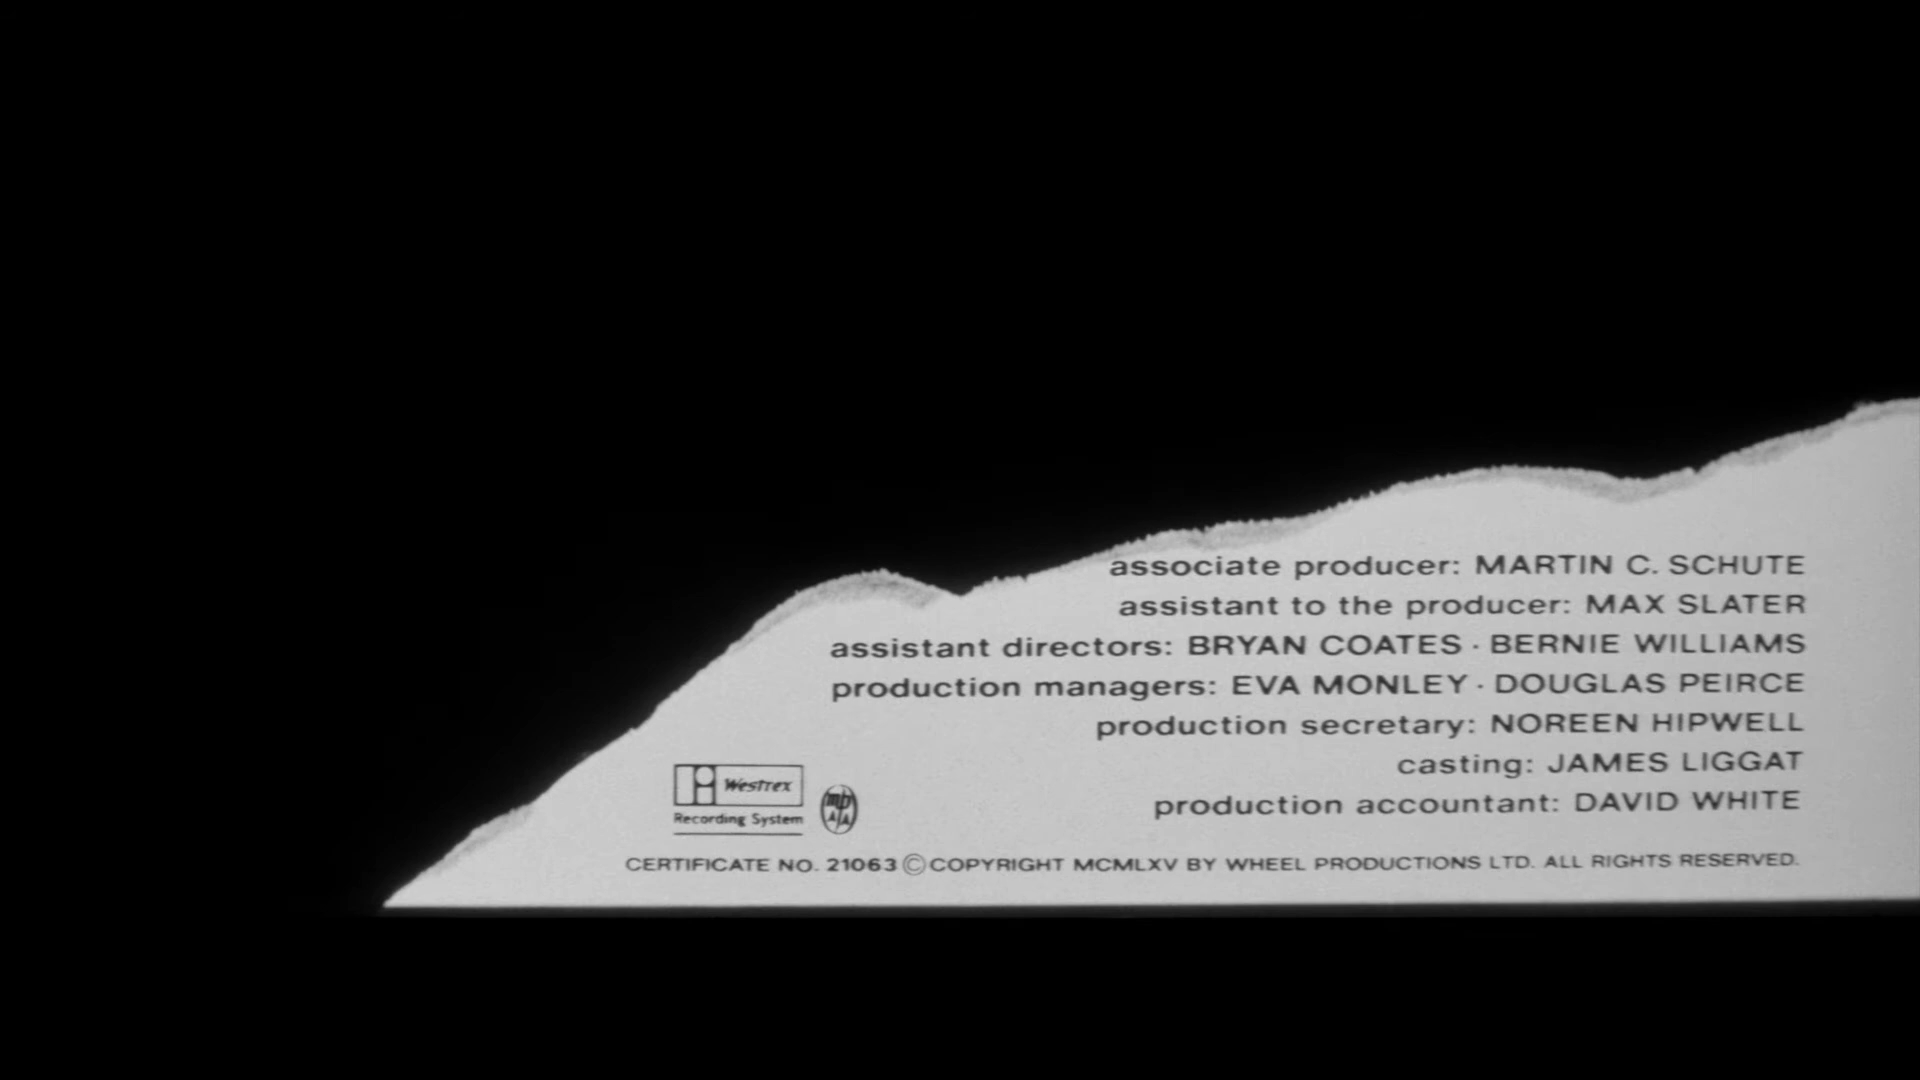 associate producer: MARTIN C. SCHUTE
assistant to the producer: MAX SLATER
assistant directors: BRYAN COATES · BERNIE WILLIAMS
production managers: EVA MONLEY · DOUGLAS PEIRCE
production secretary: NOREEN HIPWELL
casting: JAMES LIGGAT
production accountant: DAVID WHITE
Westrex
Recording System
mp
AA
CERTIFICATE NO. 21063 © COPYRIGHT MCMLXV BY WHEEL PRODUCTIONS LTD. ALL RIGHTS RESERVED.